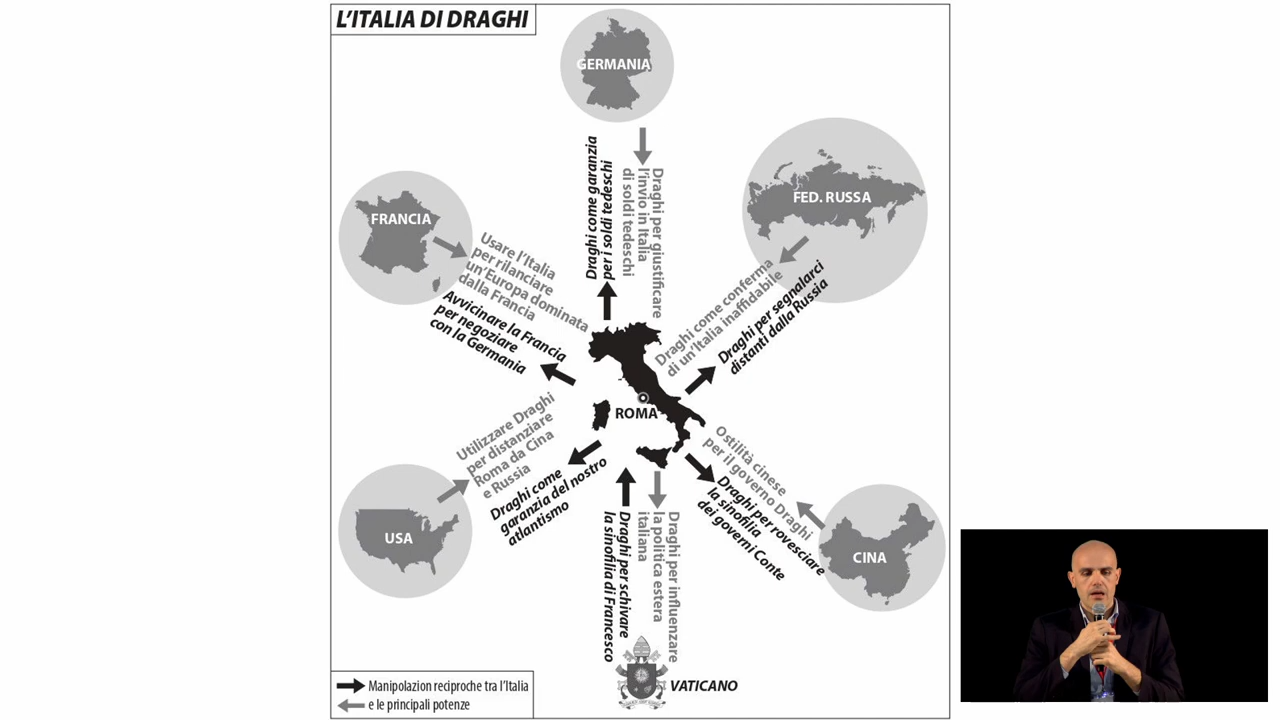 L'ITALIA DI DRAGHI
GERMANIA
Draghi come garanzia
per i soldi tedeschi
Draghi per giustificare
l'invio in Italia
di soldi tedeschi
FED. RUSSA
Draghi come conferma
di un'Italia inaffidabile
Draghi per segnalarci
distanti dalla Russia
FRANCIA
Usare l'Italia
per rilanciare
un'Europa dominata
dalla Francia
Avvicinare la Francia
per negoziare
con la Germania
ROMA
Utilizzare Draghi
per distanziare
Roma da Cina
e Russia
Draghi come
garanzia del nostro
atlantismo
USA
Ostilità cinese
per il governo Draghi
Draghi per rovesciare
la sinofilia
dei governi Conte
CINA
Draghi per schivare
la sinofilia di Francesco
Draghi per influenzare
la politica estera
italiana
VATICANO
Manipolazion reciproche tra l'Italia
e le principali potenze